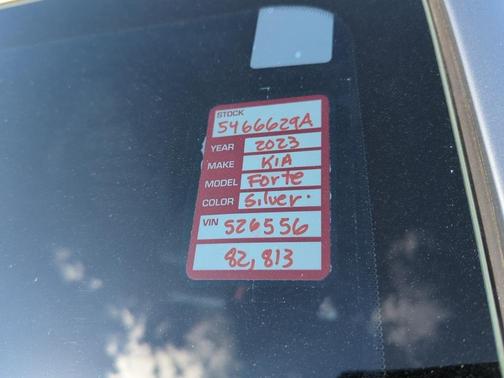 STOCK
5466629A
YEAR 2023
MAKE KIA
MODEL Forte
COLOR Silver.
VIN 526556
82,813